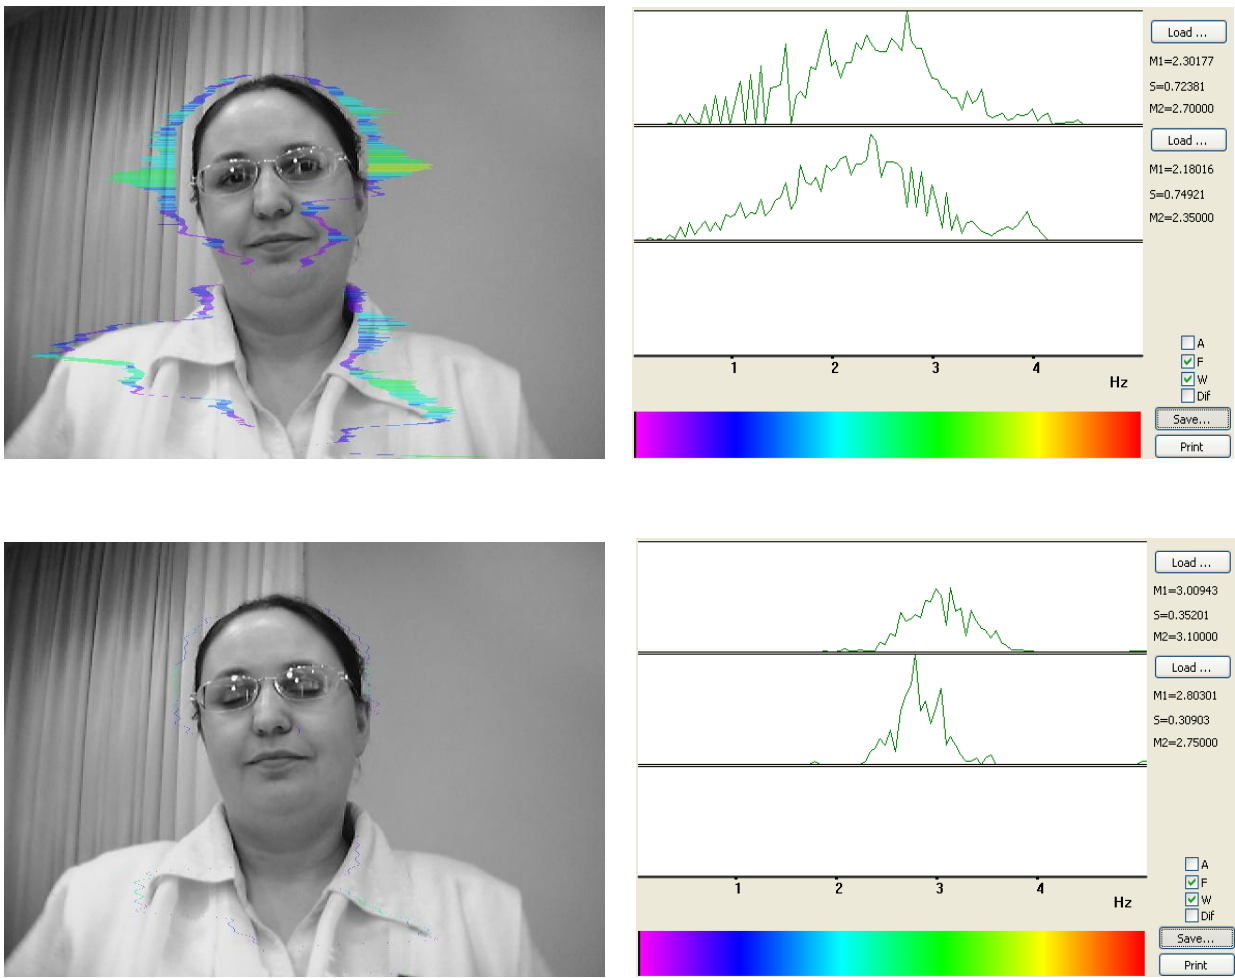 Load ...
M1=2.30177
S=0.72381
M2=2.70000
Load ...
M1=2.18016
S=0.74921
M2=2.35000
A
F
W
Dif
1 2 3 4
Hz
Save...
Print
Load ...
M1=3.00943
S=0.35201
M2=3.10000
Load ...
M1=2.80301
S=0.30903
M2=2.75000
A
F
W
Dif
1 2 3 4
Hz
Save...
Print